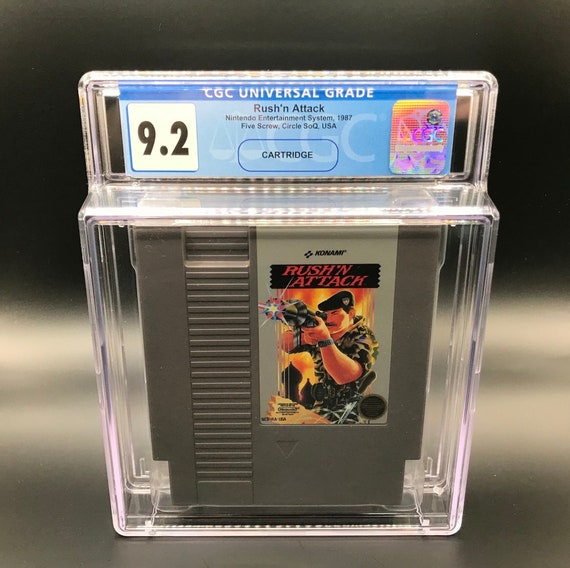 CGC UNIVERSAL GRADE
9.2
Rush'n Attack
Nintendo Entertainment System, 1987
Five Screw, Circle SoQ, USA
CARTRIDGE
CGC
KONAMI
RUSH'N
ATTACK